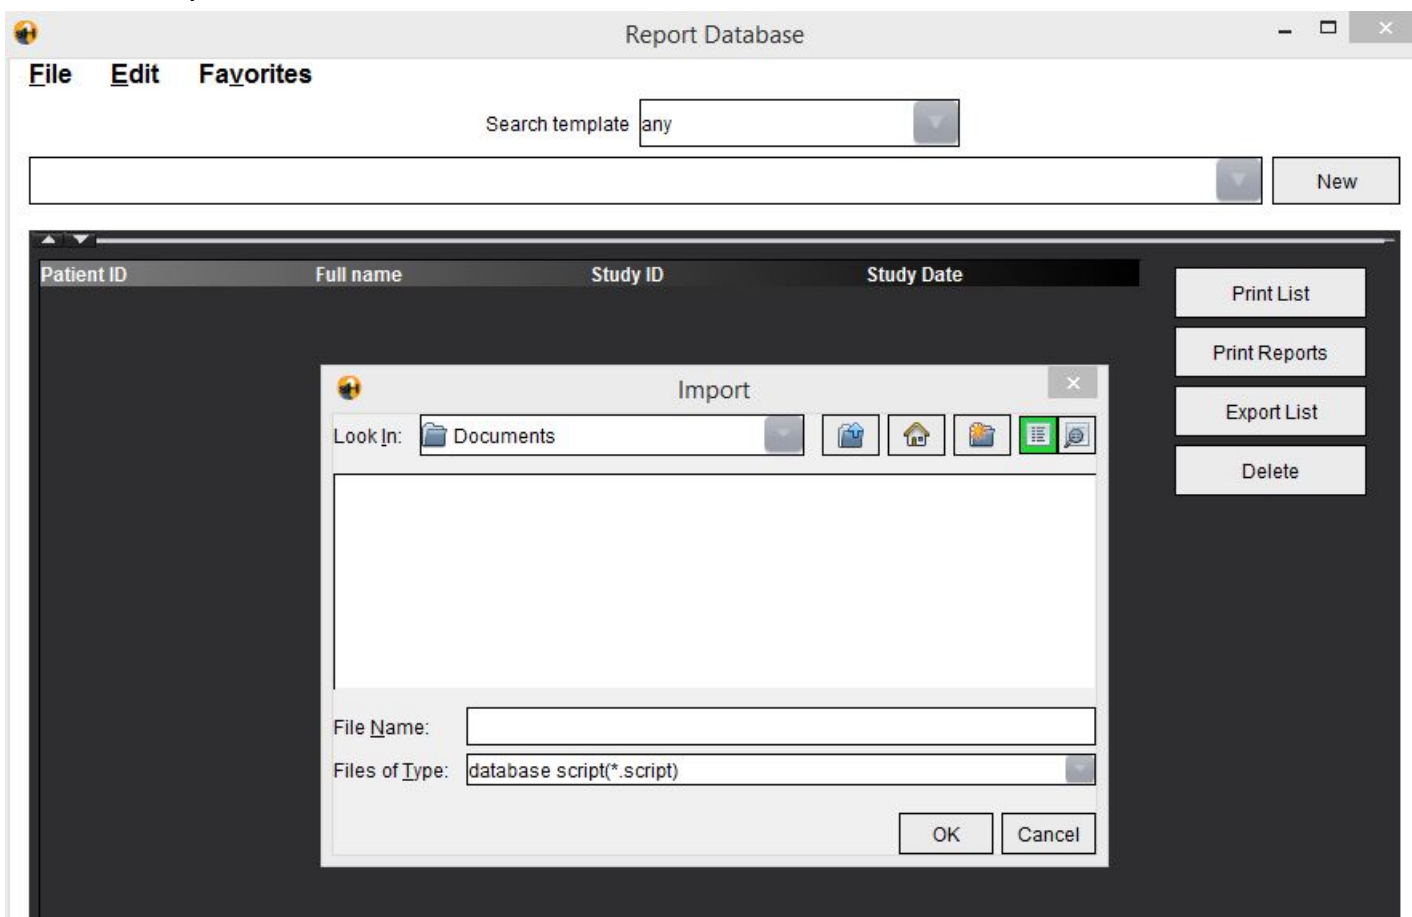 Report Database
File Edit Favorites
Search template any
New
Patient ID Full name Study ID Study Date
Print List
Print Reports
Export List
Delete
Import
Look In: Documents
File Name:
Files of Type: database script(*.script)
OK Cancel